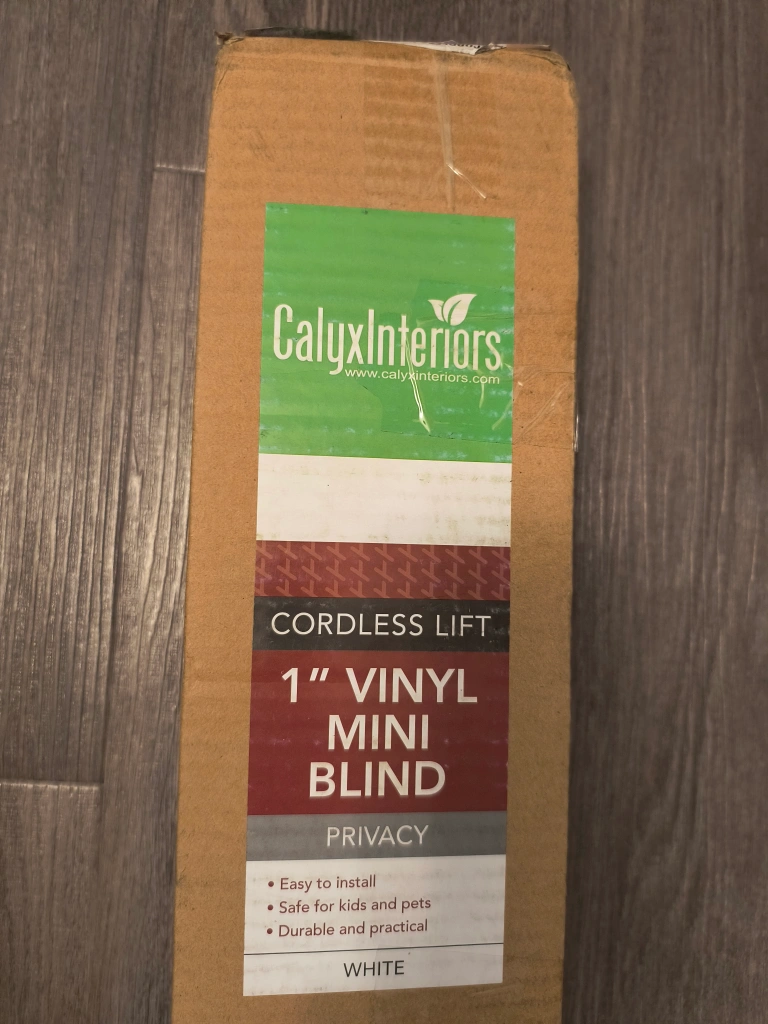 CalyxInteriors
www.calyxinteriors.com
CORDLESS LIFT
1" VINYL
MINI
BLIND
PRIVACY
• Easy to install
• Safe for kids and pets
• Durable and practical
WHITE